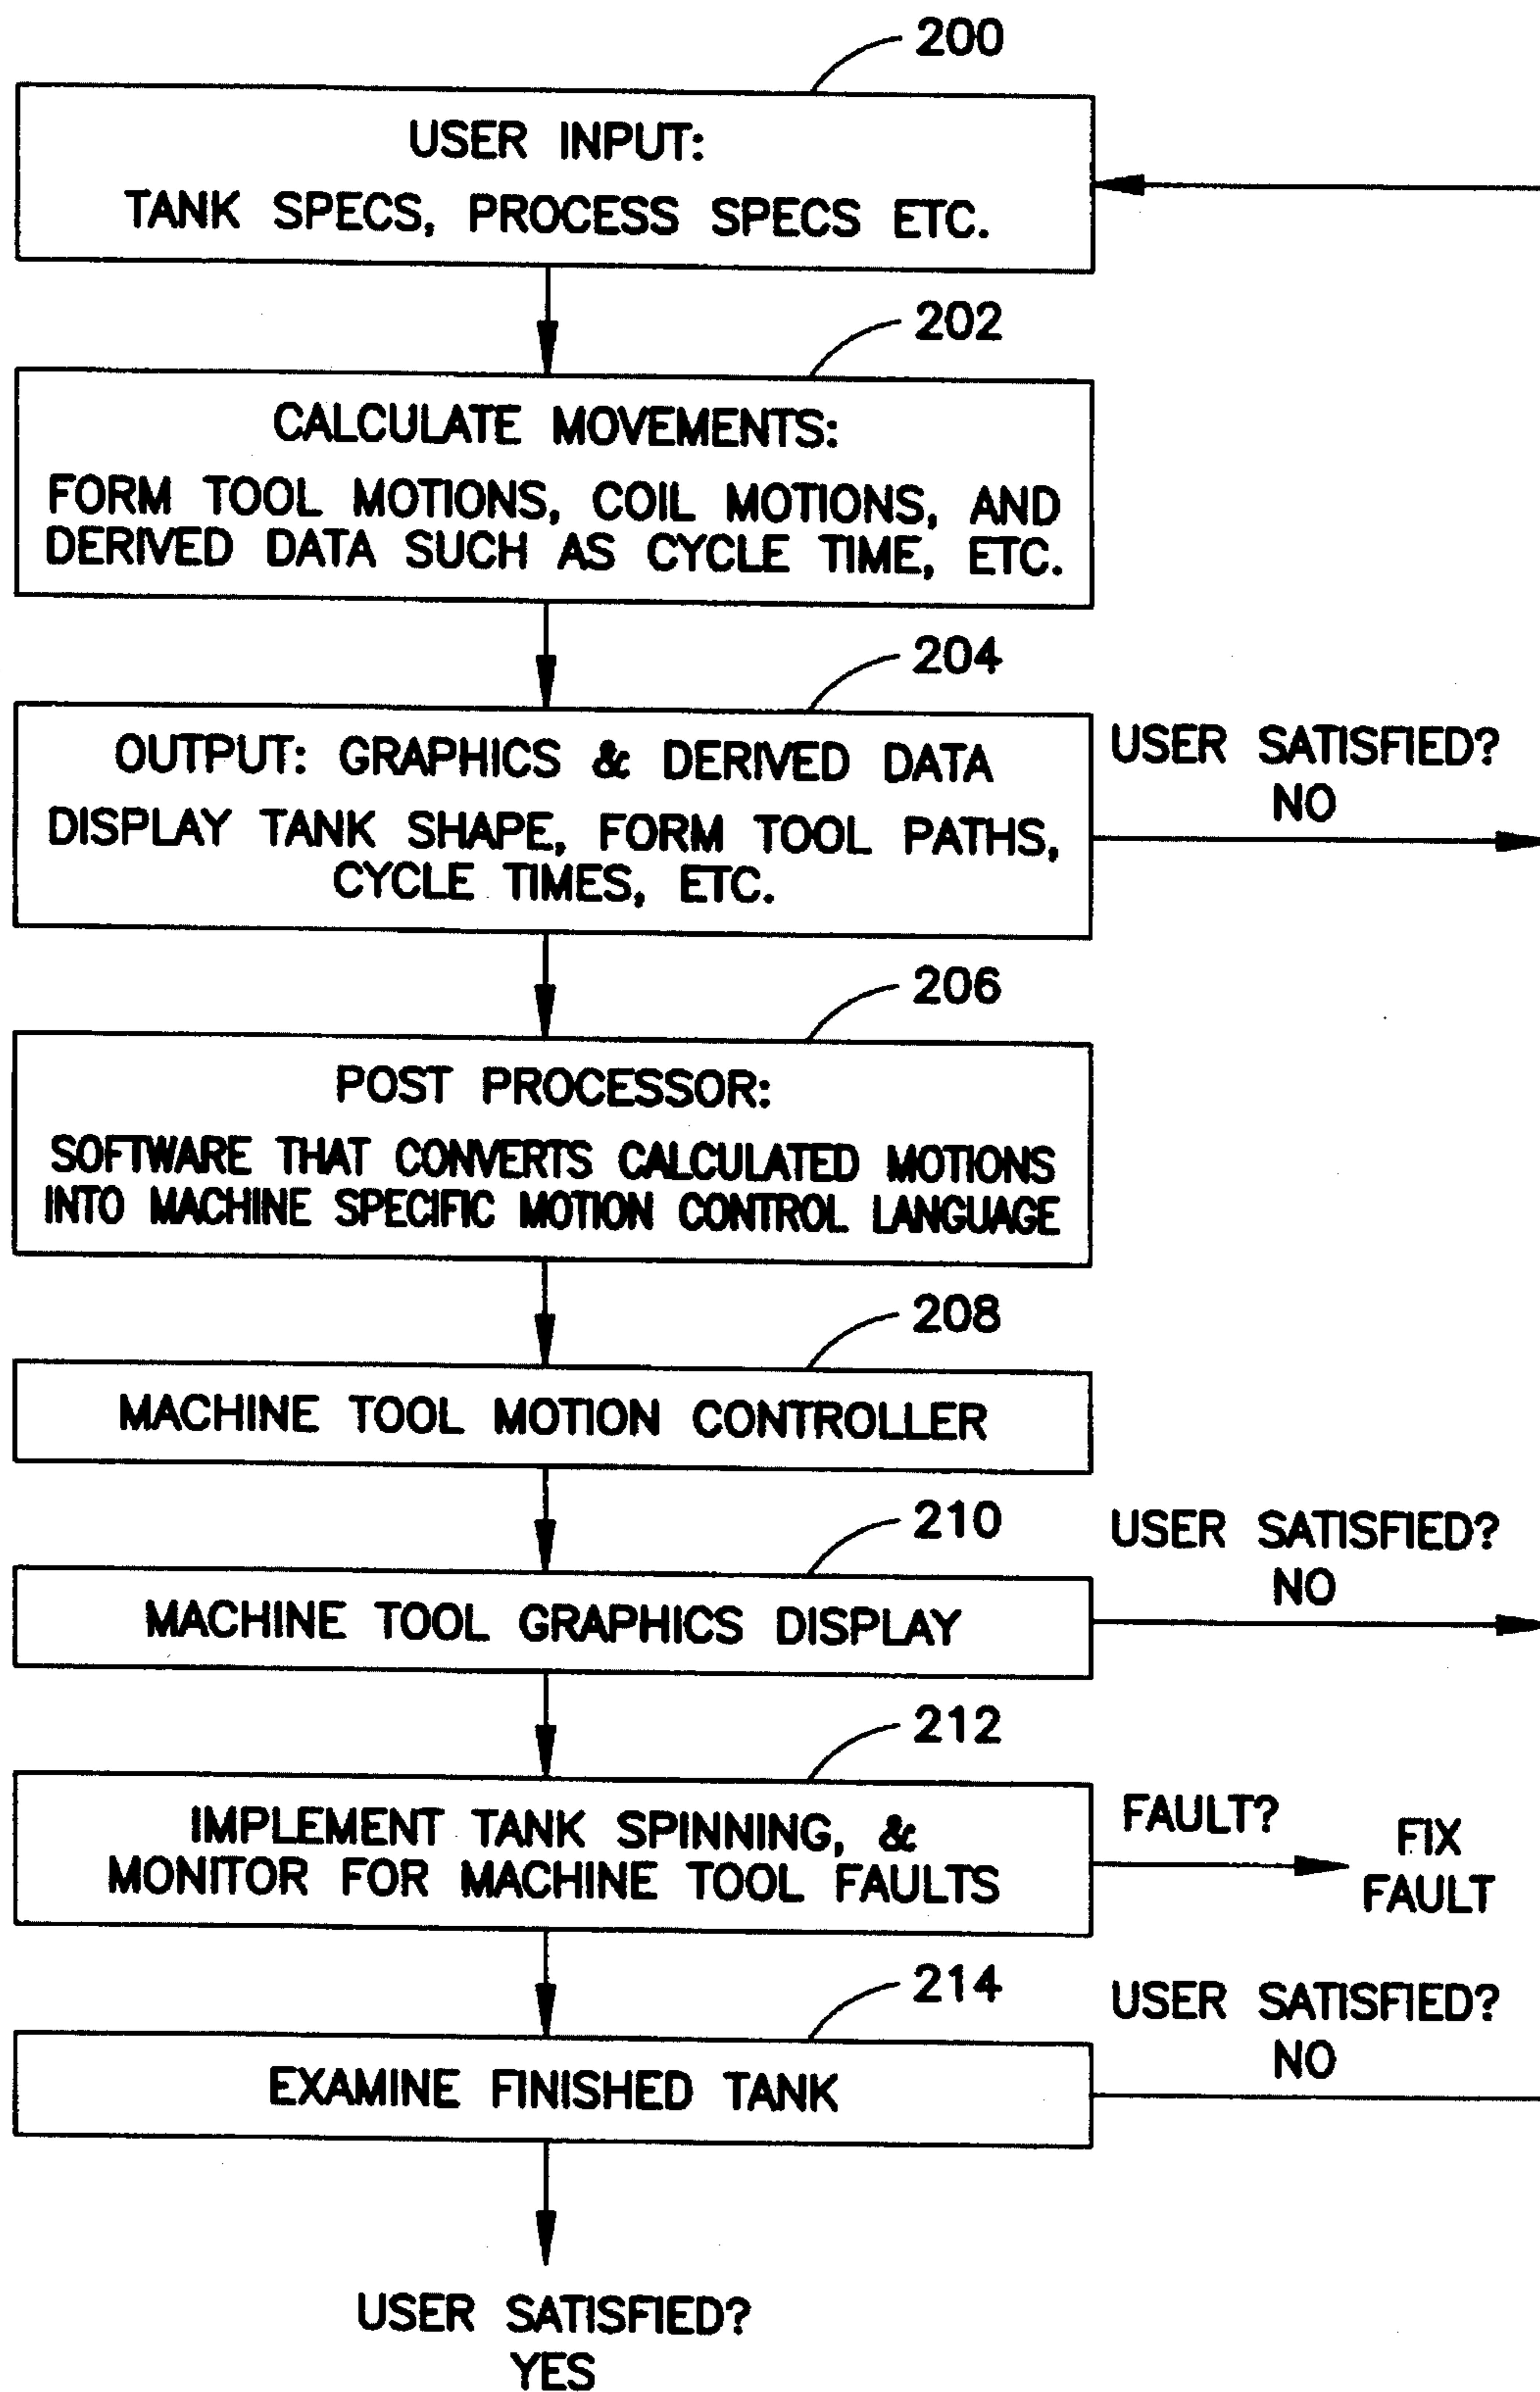 200
USER INPUT:
TANK SPECS, PROCESS SPECS ETC.
202
CALCULATE MOVEMENTS:
FORM TOOL MOTIONS, COIL MOTIONS, AND
DERIVED DATA SUCH AS CYCLE TIME, ETC.
204
OUTPUT: GRAPHICS & DERIVED DATA
DISPLAY TANK SHAPE, FORM TOOL PATHS,
CYCLE TIMES, ETC.
USER SATISFIED?
NO
206
POST PROCESSOR:
SOFTWARE THAT CONVERTS CALCULATED MOTIONS
INTO MACHINE SPECIFIC MOTION CONTROL LANGUAGE
208
MACHINE TOOL MOTION CONTROLLER
210
MACHINE TOOL GRAPHICS DISPLAY
USER SATISFIED?
NO
212
IMPLEMENT TANK SPINNING, &
MONITOR FOR MACHINE TOOL FAULTS
FAULT?
FIX
FAULT
214
EXAMINE FINISHED TANK
USER SATISFIED?
NO
USER SATISFIED?
YES